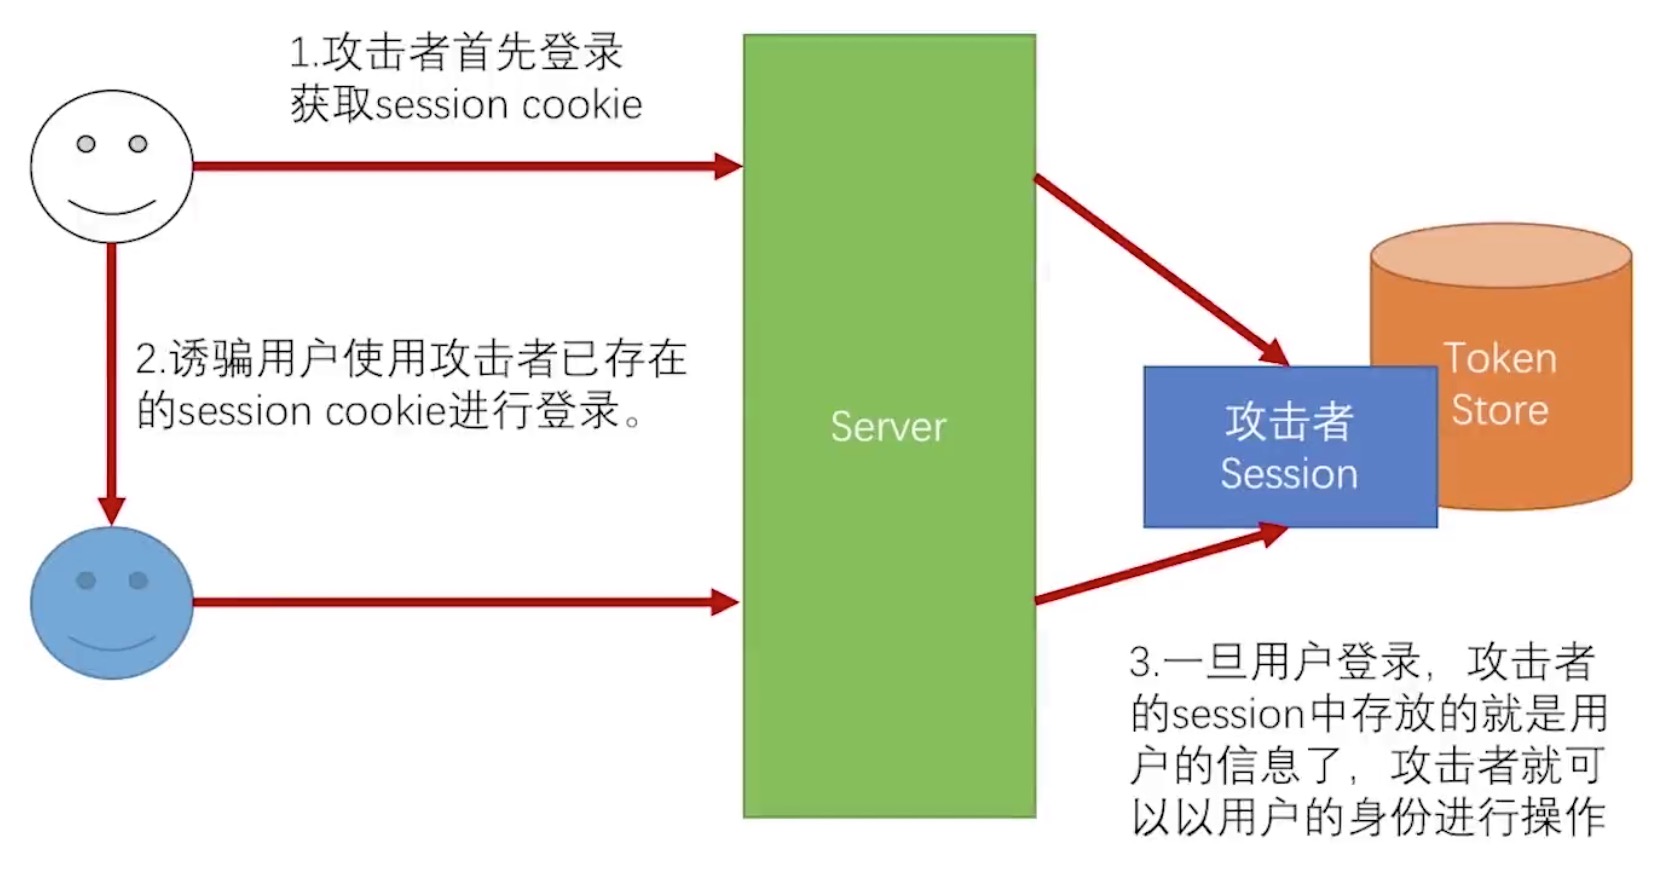 1.攻击者首先登录
获取session cookie
2.诱骗用户使用攻击者已存在
的session cookie进行登录。
Server
攻击者
Session
Token
Store
3.一旦用户登录，攻击者
的session中存放的就是用
户的信息了，攻击者就可
以以用户的身份进行操作